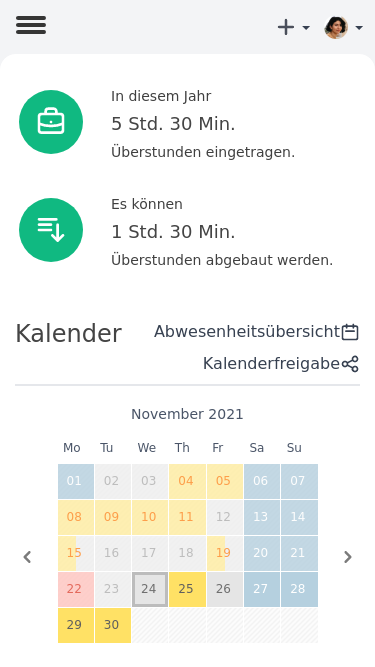 In diesem Jahr
5 Std. 30 Min.
Überstunden eingetragen.
Es können
1 Std. 30 Min.
Überstunden abgebaut werden.
Kalender
Abwesenheitsübersicht
Kalenderfreigabe
November 2021
Mo Tu We Th Fr Sa Su
01 02 03 04 05 06 07
08 09 10 11 12 13 14
15 16 17 18 19 20 21
22 23 24 25 26 27 28
29 30